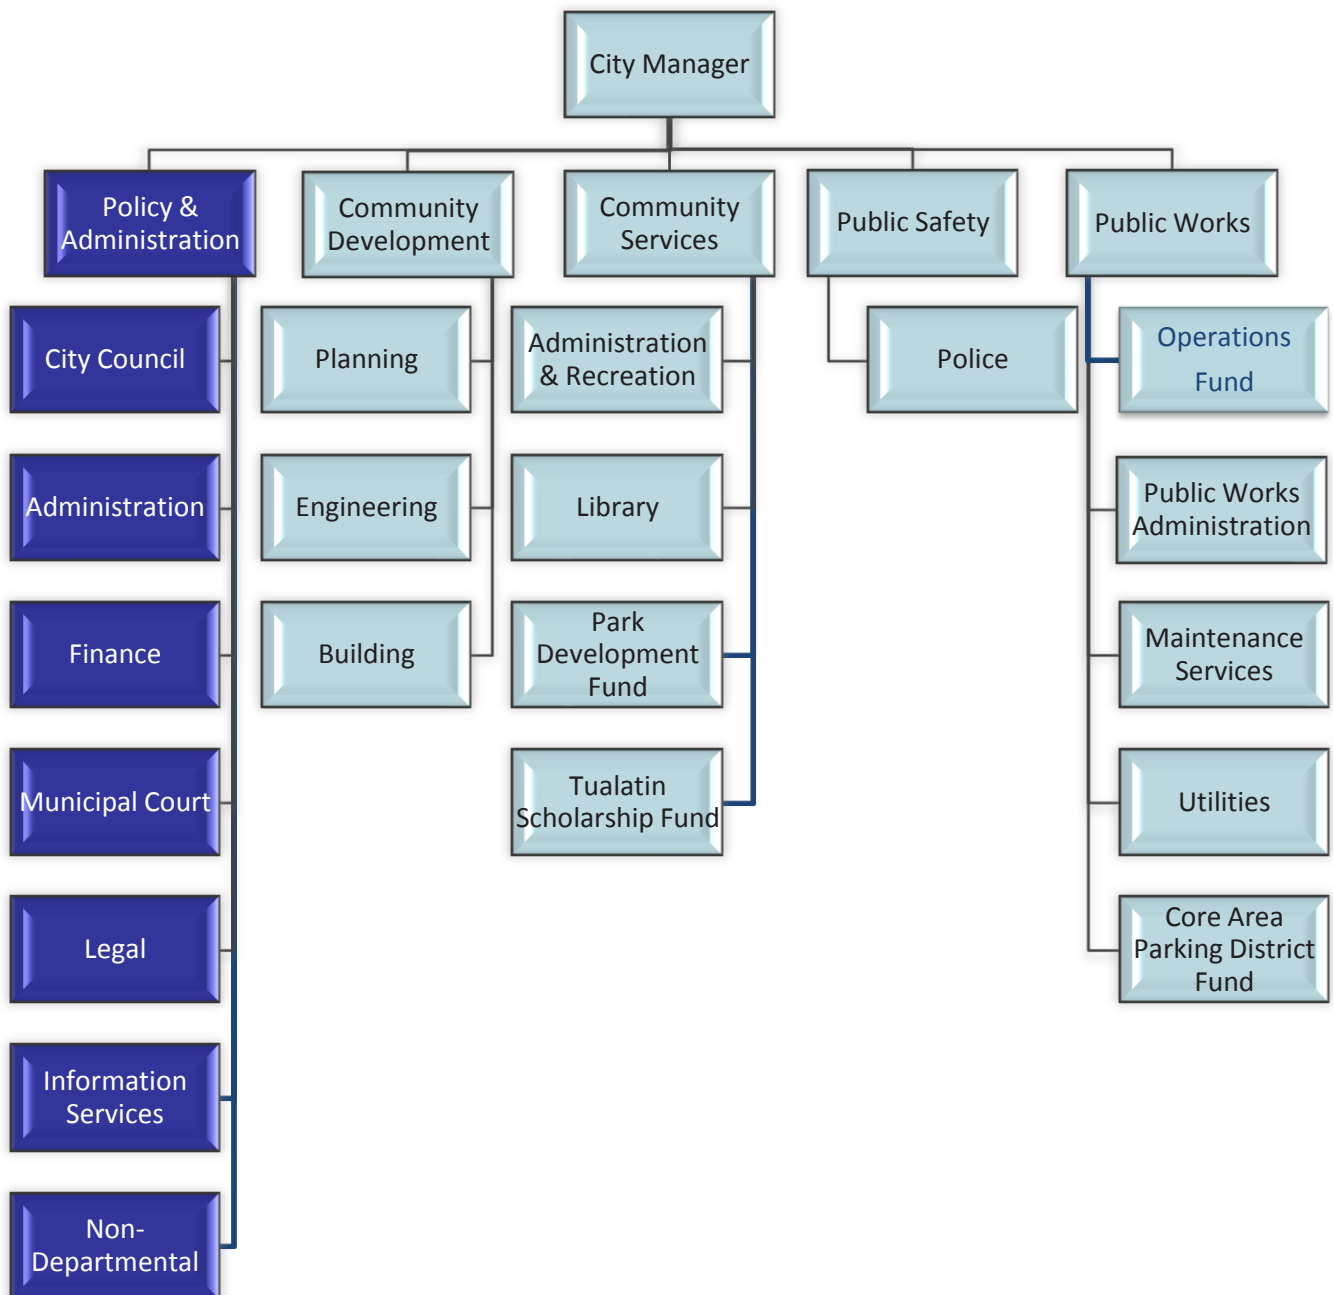 City Manager
Policy &
Administration
Community
Development
Community
Services
Public Safety
Public Works
City Council
Planning
Administration
& Recreation
Police
Operations
Fund
Administration
Engineering
Library
Public Works
Administration
Finance
Building
Park
Development
Fund
Maintenance
Services
Municipal Court
Tualatin
Scholarship Fund
Utilities
Legal
Core Area
Parking District
Fund
Information
Services
Non-
Departmental